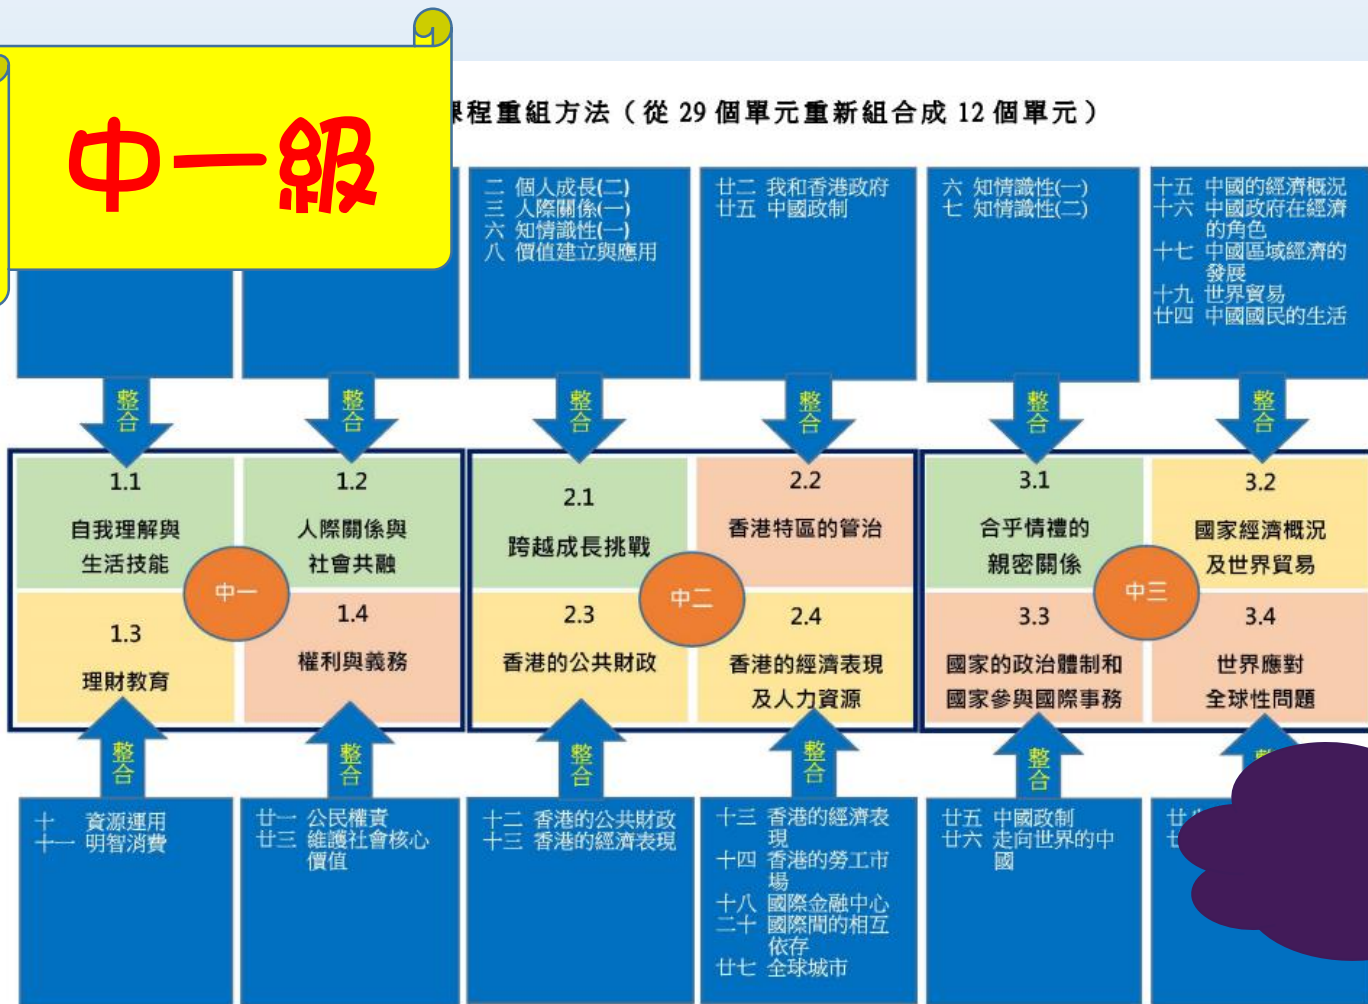 中一級
課程重組方法（從 29 個單元重新組合成 12 個單元）
二 個人成長(二)
三 人際關係(一)
六 知情識性(一)
八 價值建立與應用
廿二 我和香港政府
廿五 中國政制
六 知情識性(一)
七 知情識性(二)
十五 中國的經濟概況
十六 中國政府在經濟
的角色
十七 中國區域經濟的
發展
十九 世界貿易
廿四 中國國民的生活
整合
整合
整合
整合
整合
整合
1.1
自我理解與
生活技能
1.2
人際關係與
社會共融
1.3
理財教育
1.4
權利與義務
中一
2.1
跨越成長挑戰
2.2
香港特區的管治
2.3
香港的公共財政
2.4
香港的經濟表現
及人力資源
中二
3.1
合乎情禮的
親密關係
3.2
國家經濟概況
及世界貿易
3.3
國家的政治體制和
國家參與國際事務
3.4
世界應對
全球性問題
中三
整合
整合
整合
整合
整合
十 資源運用
十一 明智消費
廿一 公民權責
廿三 維護社會核心
價值
十二 香港的公共財政
十三 香港的經濟表現
十三 香港的經濟表
現
十四 香港的勞工市
場
十八 國際金融中心
二十 國際間的相互
依存
廿七 全球城市
廿五 中國政制
廿六 走向世界的中
國